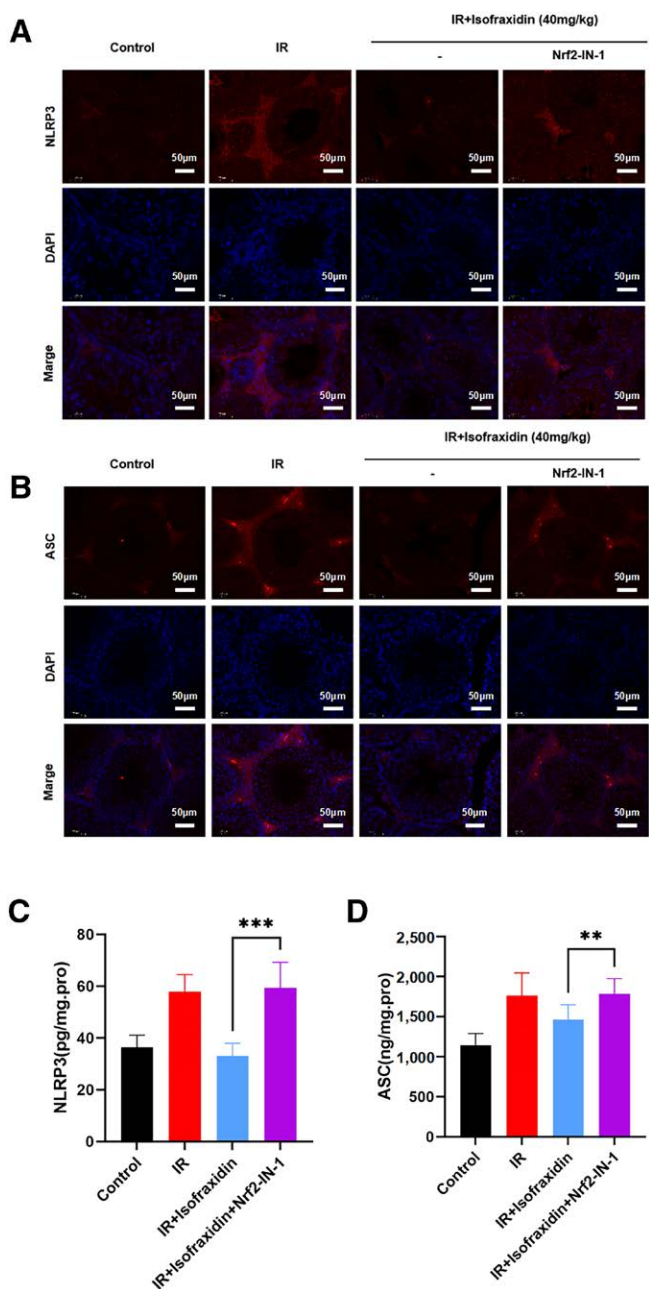 A
IR+Isofraxidin (40mg/kg)
Control IR - Nrf2-IN-1
NLRP3
50μm 50μm 50μm 50μm
DAPI
50μm 50μm 50μm 50μm
Marge
50μm 50μm 50μm 50μm
B
IR+Isofraxidin (40mg/kg)
Control IR - Nrf2-IN-1
ASC
50μm 50μm 50μm 50μm
DAPI
50μm 50μm 50μm 50μm
Marge
50μm 50μm 50μm 50μm
C
***
NLRP3(pg/mg.pro)
80
60
40
20
0
Control
IR
IR+Isofraxidin
IR+Isofraxidin+Nrf2-IN-1
D
**
ASC(ng/mg.pro)
2,500
2,000
1,500
1,000
500
0
Control
IR
IR+Isofraxidin
IR+Isofraxidin+Nrf2-IN-1